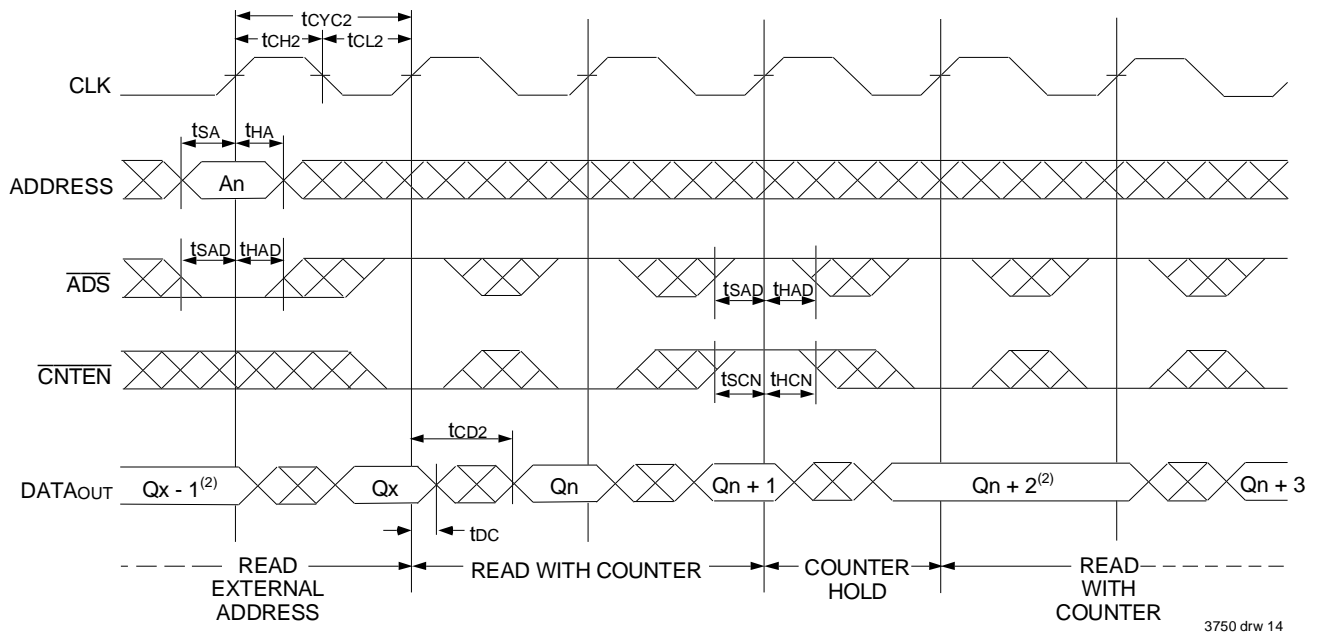 tCYC2
tCH2 tCL2
CLK
tSA tHA
ADDRESS An
tSAD tHAD
ADS
tSAD tHAD
CNTEN
tSCN tHCN
tCD2
DATAOUT Qx - 1(2) Qx Qn Qn + 1 Qn + 2(2) Qn + 3
tDC
READ EXTERNAL ADDRESS
READ WITH COUNTER
COUNTER HOLD
READ WITH COUNTER
3750 drw 14